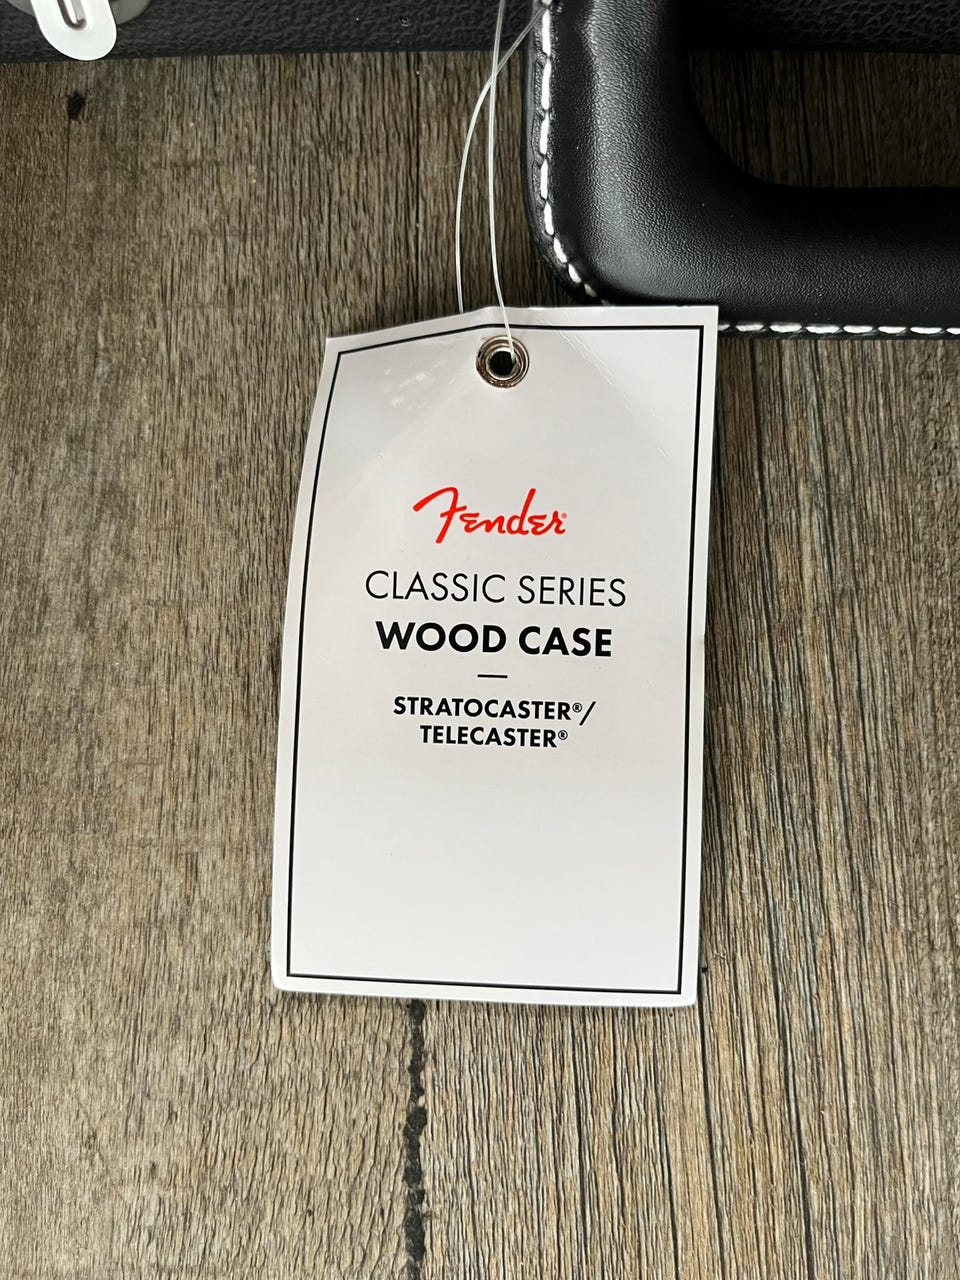 Fender®
CLASSIC SERIES
WOOD CASE
—
STRATOCASTER®/
TELECASTER®